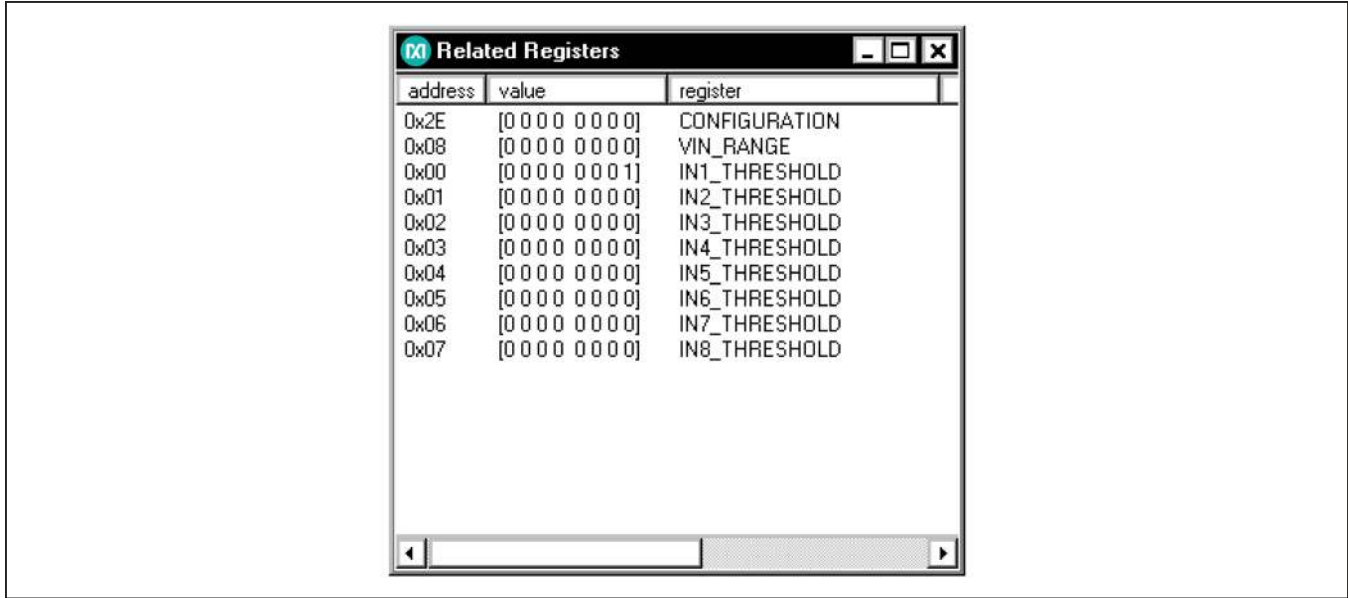 Related Registers
address value register
0x2E [0 0 0 0 0 0 0 0] CONFIGURATION
0x08 [0 0 0 0 0 0 0 0] VIN_RANGE
0x00 [0 0 0 0 0 0 0 1] IN1_THRESHOLD
0x01 [0 0 0 0 0 0 0 0] IN2_THRESHOLD
0x02 [0 0 0 0 0 0 0 0] IN3_THRESHOLD
0x03 [0 0 0 0 0 0 0 0] IN4_THRESHOLD
0x04 [0 0 0 0 0 0 0 0] IN5_THRESHOLD
0x05 [0 0 0 0 0 0 0 0] IN6_THRESHOLD
0x06 [0 0 0 0 0 0 0 0] IN7_THRESHOLD
0x07 [0 0 0 0 0 0 0 0] IN8_THRESHOLD